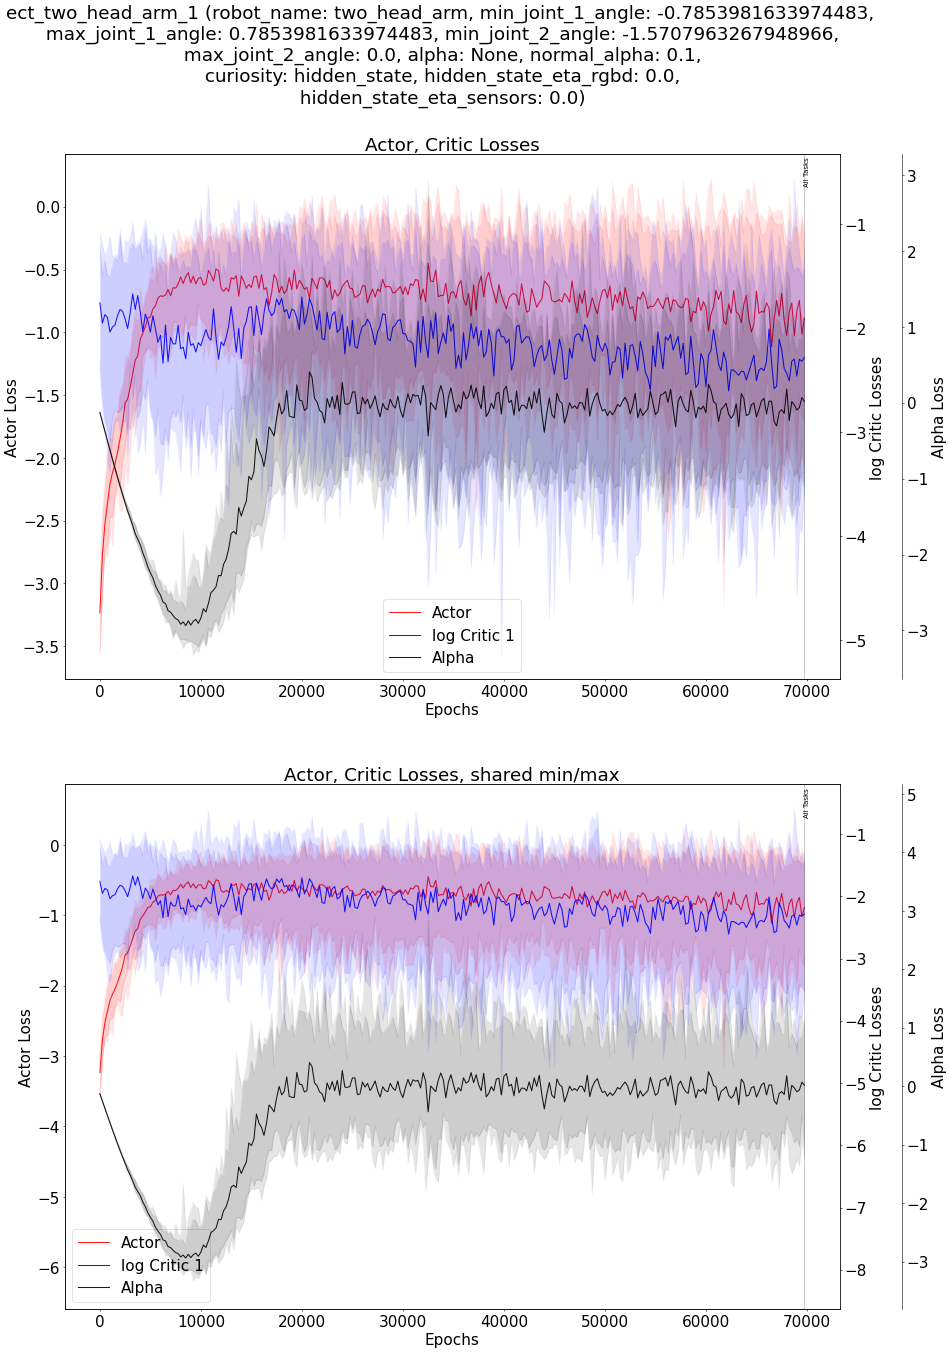 ect_two_head_arm_1 (robot_name: two_head_arm, min_joint_1_angle: -0.7853981633974483,
max_joint_1_angle: 0.7853981633974483, min_joint_2_angle: -1.5707963267948966,
max_joint_2_angle: 0.0, alpha: None, normal_alpha: 0.1,
curiosity: hidden_state, hidden_state_eta_rgbd: 0.0,
hidden_state_eta_sensors: 0.0)
Actor, Critic Losses
All Tasks
0.0
−0.5
−1.0
−1.5
−2.0
−2.5
−3.0
−3.5
Actor Loss
−1
−2
−3
−4
−5
log Critic Losses
3
2
1
0
−1
−2
−3
Alpha Loss
Actor
log Critic 1
Alpha
0 10000 20000 30000 40000 50000 60000 70000
Epochs
Actor, Critic Losses, shared min/max
All Tasks
0
−1
−2
−3
−4
−5
−6
Actor Loss
−1
−2
−3
−4
−5
−6
−7
−8
log Critic Losses
5
4
3
2
1
0
−1
−2
−3
Alpha Loss
Actor
log Critic 1
Alpha
0 10000 20000 30000 40000 50000 60000 70000
Epochs